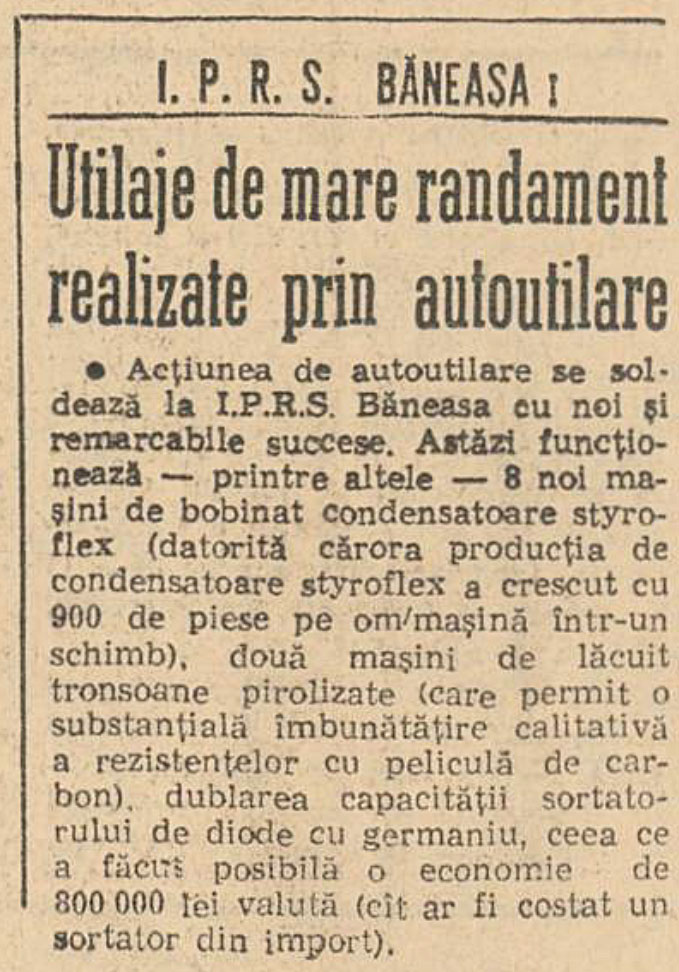 I. P. R. S. BĂNEASA :
Utilaje de mare randament
realizate prin autoutilare
● Acțiunea de autoutilare se sol-
dează la I.P.R.S. Băneasa cu noi și
remarcabile succese. Astăzi funcțio-
nează — printre altele — 8 noi ma-
șini de bobinat condensatoare styro-
flex (datorită cărora producția de
condensatoare styroflex a crescut cu
900 de piese pe om/mașină într-un
schimb), două mașini de lăcuit
tronsoane pirolizate (care permit o
substanțială îmbunătățire calitativă
a rezistențelor cu peliculă de car-
bon), dublarea capacității sortato-
rului de diode cu germaniu, ceea ce
a făcut posibilă o economie de
800 000 lei valută (cît ar fi costat un
sortator din import).